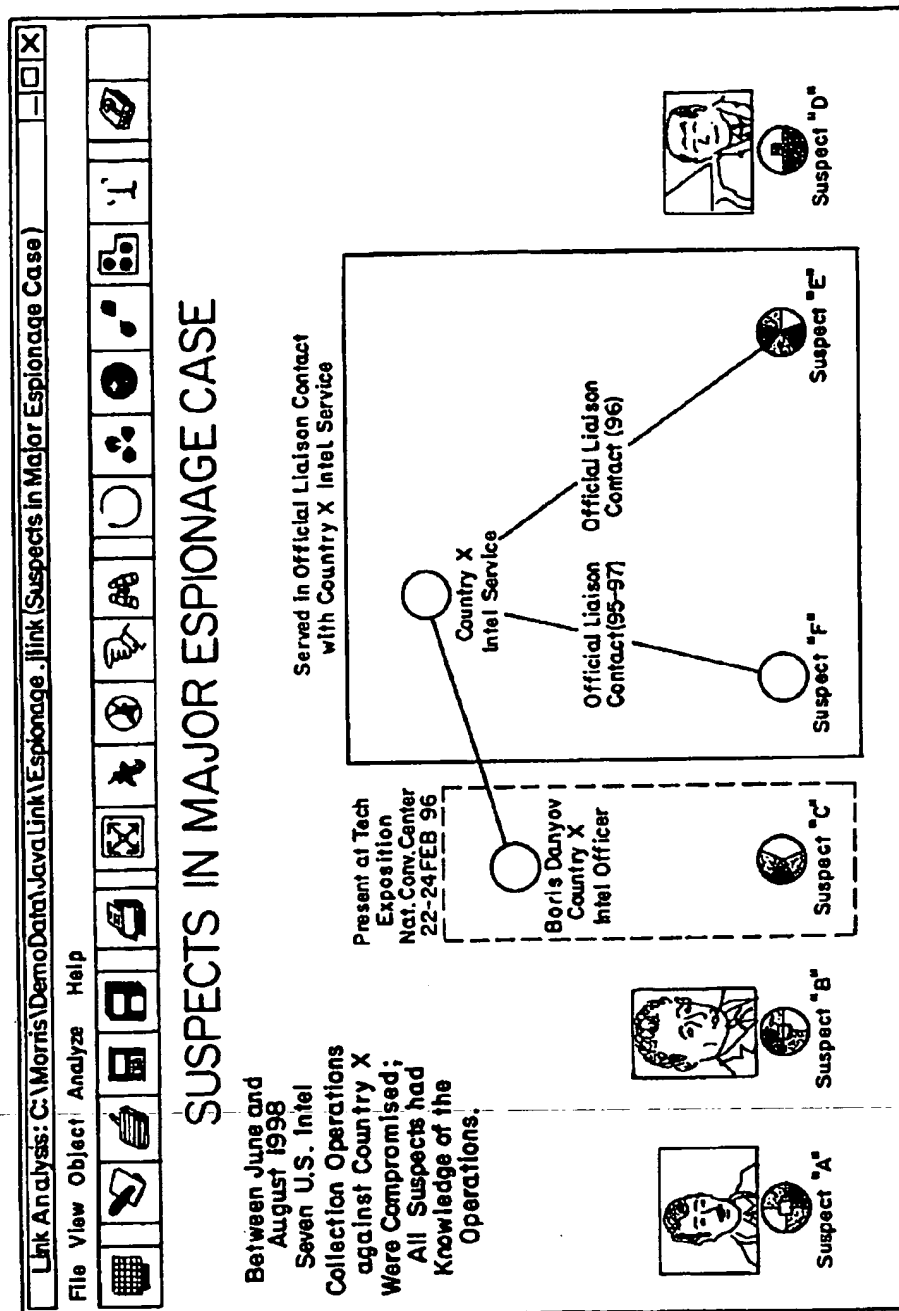 Link Analysis: C:\Morris\DemoData\JavaLink\Espionage.jlink(Suspects in Major Espionage Case)
File View Object Analyze Help
SUSPECTS IN MAJOR ESPIONAGE CASE
Between June and
August 1998
Seven U.S. Intel
Collection Operations
against Country X
Were Compromised;
All Suspects had
Knowledge of the
Operations.
Present at Tech
Exposition
Nat. Conv. Center
22-24FEB 96
Boris Danyov
Country X
Intel Officer
Served in Official Liaison Contact
with Country X Intel Service
Country X
Intel Service
Official Liaison
Contact(95-97)
Official Liaison
Contact (96)
Suspect "A"
Suspect "B"
Suspect "C"
Suspect "F"
Suspect "E"
Suspect "D"